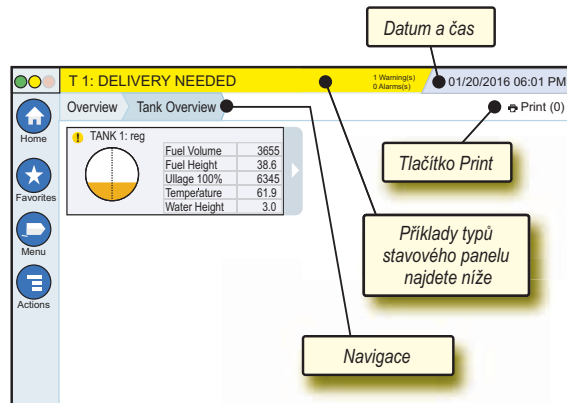 Datum a čas
T 1: DELIVERY NEEDED
1 Warning(s)
0 Alarms(s)
01/20/2016 06:01 PM
Overview
Tank Overview
Print (0)
Home
Favorites
Menu
Actions
TANK 1: reg
Fuel Volume 3655
Fuel Height 38.6
Ullage 100% 6345
Temperature 61.9
Water Height 3.0
Tlačítko Print
Příklady typů
stavového panelu
najdete níže
Navigace